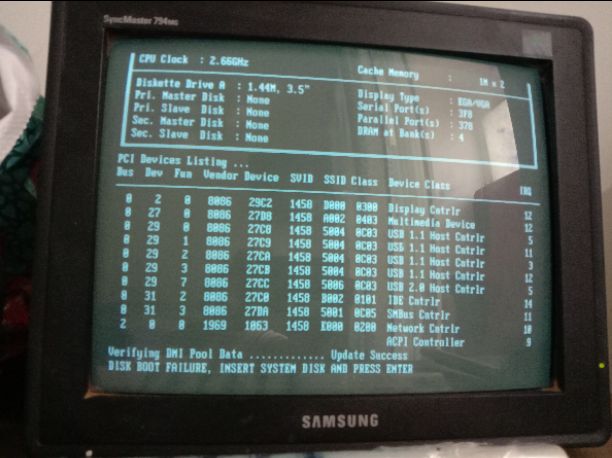 SyncMaster 794MG
CPU Clock : 2.66GHz Cache Memory : 1M x 2
Diskette Drive A : 1.44M, 3.5" Display Type : EGA/VGA
Pri. Master Disk : None Serial Port(s) : 3F8
Pri. Slave Disk : None Parallel Port(s) : 378
Sec. Master Disk : None DRAM at Bank(s) : 4
Sec. Slave Disk : None
PCI Devices Listing ...
Bus Dev Fun Vendor Device SVID SSID Class Device Class IRQ
0 2 0 8086 29C2 1458 D000 0300 Display Cntrlr 12
0 27 0 8086 27D8 1458 A002 0403 Multimedia Device 12
0 29 0 8086 27C8 1458 5004 0C03 USB 1.1 Host Cntrlr 5
0 29 1 8086 27C9 1458 5004 0C03 USB 1.1 Host Cntrlr 11
0 29 2 8086 27CA 1458 5004 0C03 USB 1.1 Host Cntrlr 3
0 29 3 8086 27CB 1458 5004 0C03 USB 1.1 Host Cntrlr 12
0 29 7 8086 27CC 1458 5006 0C03 USB 2.0 Host Cntrlr 5
0 31 2 8086 27C0 1458 B002 0101 IDE Cntrlr 14
0 31 3 8086 27DA 1458 5001 0C05 SMBus Cntrlr 11
2 0 0 1969 1063 1458 E000 0200 Network Cntrlr 10
ACPI Controller 9
Verifying DMI Pool Data ............. Update Success
DISK BOOT FAILURE, INSERT SYSTEM DISK AND PRESS ENTER
SAMSUNG